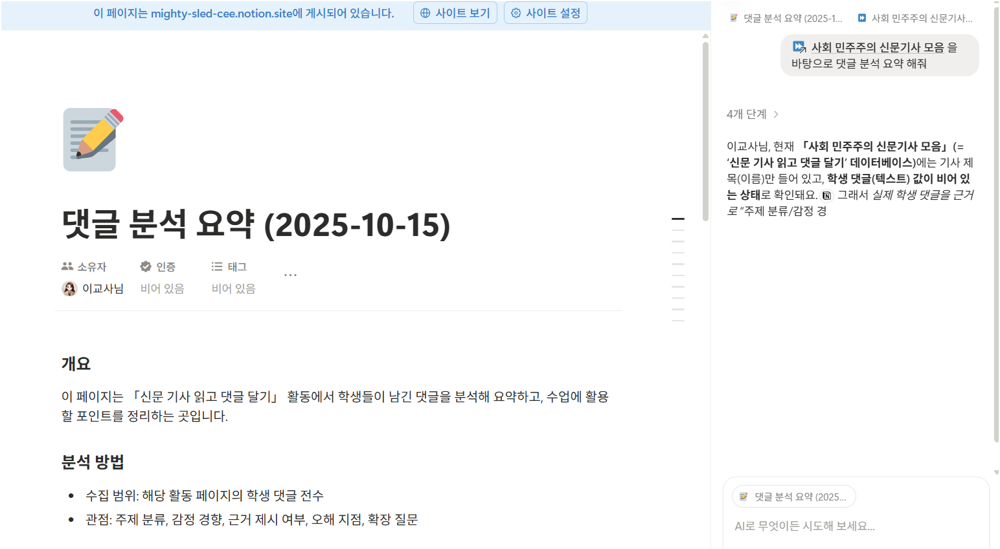 이 페이지는 mighty-sled-cee.notion.site에 게시되어 있습니다.
사이트 보기
사이트 설정
댓글 분석 요약 (2025-10-15)
소유자
인증
태그
이교사님
비어 있음
비어 있음
개요
이 페이지는 「신문 기사 읽고 댓글 달기」 활동에서 학생들이 남긴 댓글을 분석해 요약하고, 수업에 활용
할 포인트를 정리하는 곳입니다.
분석 방법
• 수집 범위: 해당 활동 페이지의 학생 댓글 전수
• 관점: 주제 분류, 감정 경향, 근거 제시 여부, 오해 지점, 확장 질문
댓글 분석 요약 (2025-1...
사회 민주주의 신문기사...
사회 민주주의 신문기사 모음 을
바탕으로 댓글 분석 요약 해줘
4개 단계
이교사님, 현재 「사회 민주주의 신문기사 모음」(=
‘신문 기사 읽고 댓글 달기’ 데이터베이스)에는 기사 제
목(이름)만 들어 있고, 학생 댓글(텍스트) 값이 비어 있
는 상태로 확인돼요. 그래서 실제 학생 댓글을 근거
로 “주제 분류/감정 경
댓글 분석 요약 (2025...
AI로 무엇이든 시도해 보세요...